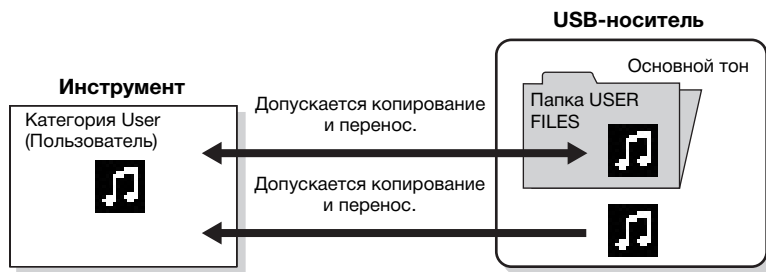 USB-носитель
Основной тон
Инструмент
Папка USER
FILES
Категория User
(Пользователь)
Допускается копирование
и перенос.
Допускается копирование
и перенос.